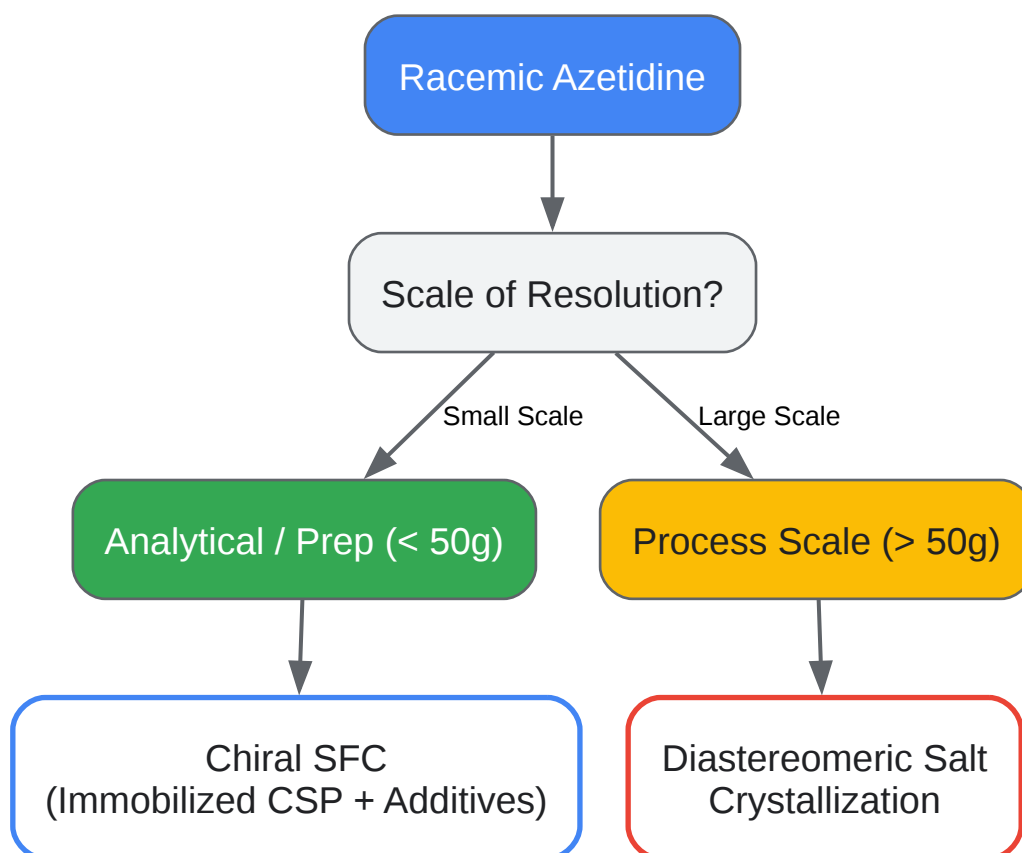 Racemic Azetidine
Scale of Resolution?
Small Scale
Large Scale
Analytical / Prep (< 50g)
Process Scale (> 50g)
Chiral SFC
(Immobilized CSP + Additives)
Diastereomeric Salt
Crystallization